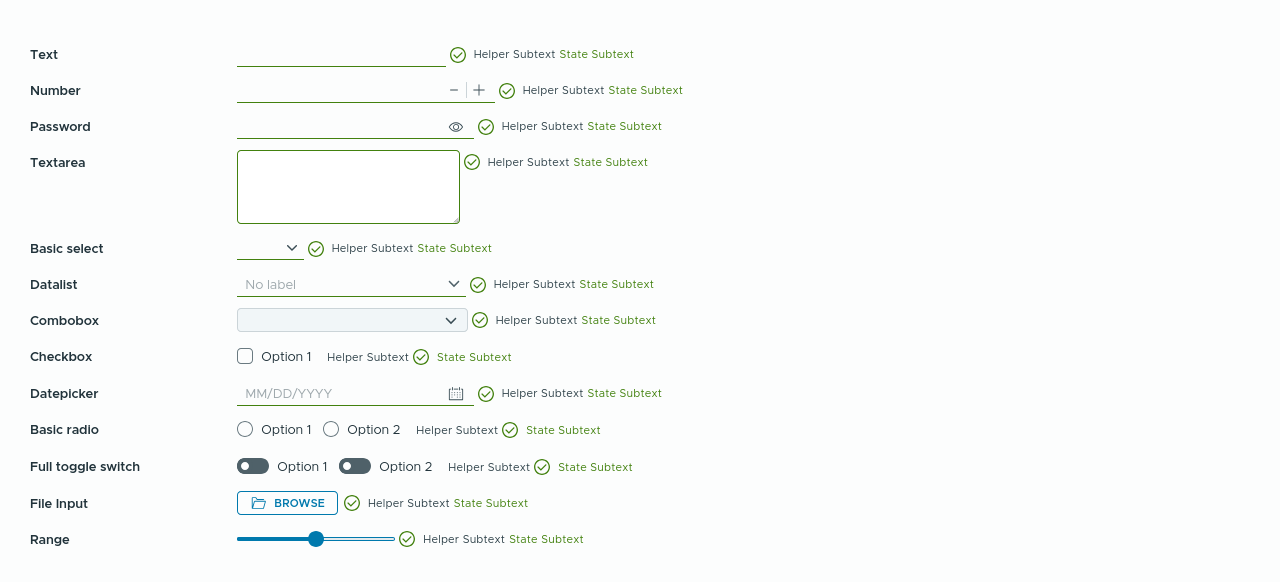 Text Helper Subtext State Subtext
Number Helper Subtext State Subtext
Password Helper Subtext State Subtext
Textarea Helper Subtext State Subtext
Basic select Helper Subtext State Subtext
Datalist No label Helper Subtext State Subtext
Combobox Helper Subtext State Subtext
Checkbox Option 1 Helper Subtext State Subtext
Datepicker MM/DD/YYYY Helper Subtext State Subtext
Basic radio Option 1 Option 2 Helper Subtext State Subtext
Full toggle switch Option 1 Option 2 Helper Subtext State Subtext
File Input BROWSE Helper Subtext State Subtext
Range Helper Subtext State Subtext